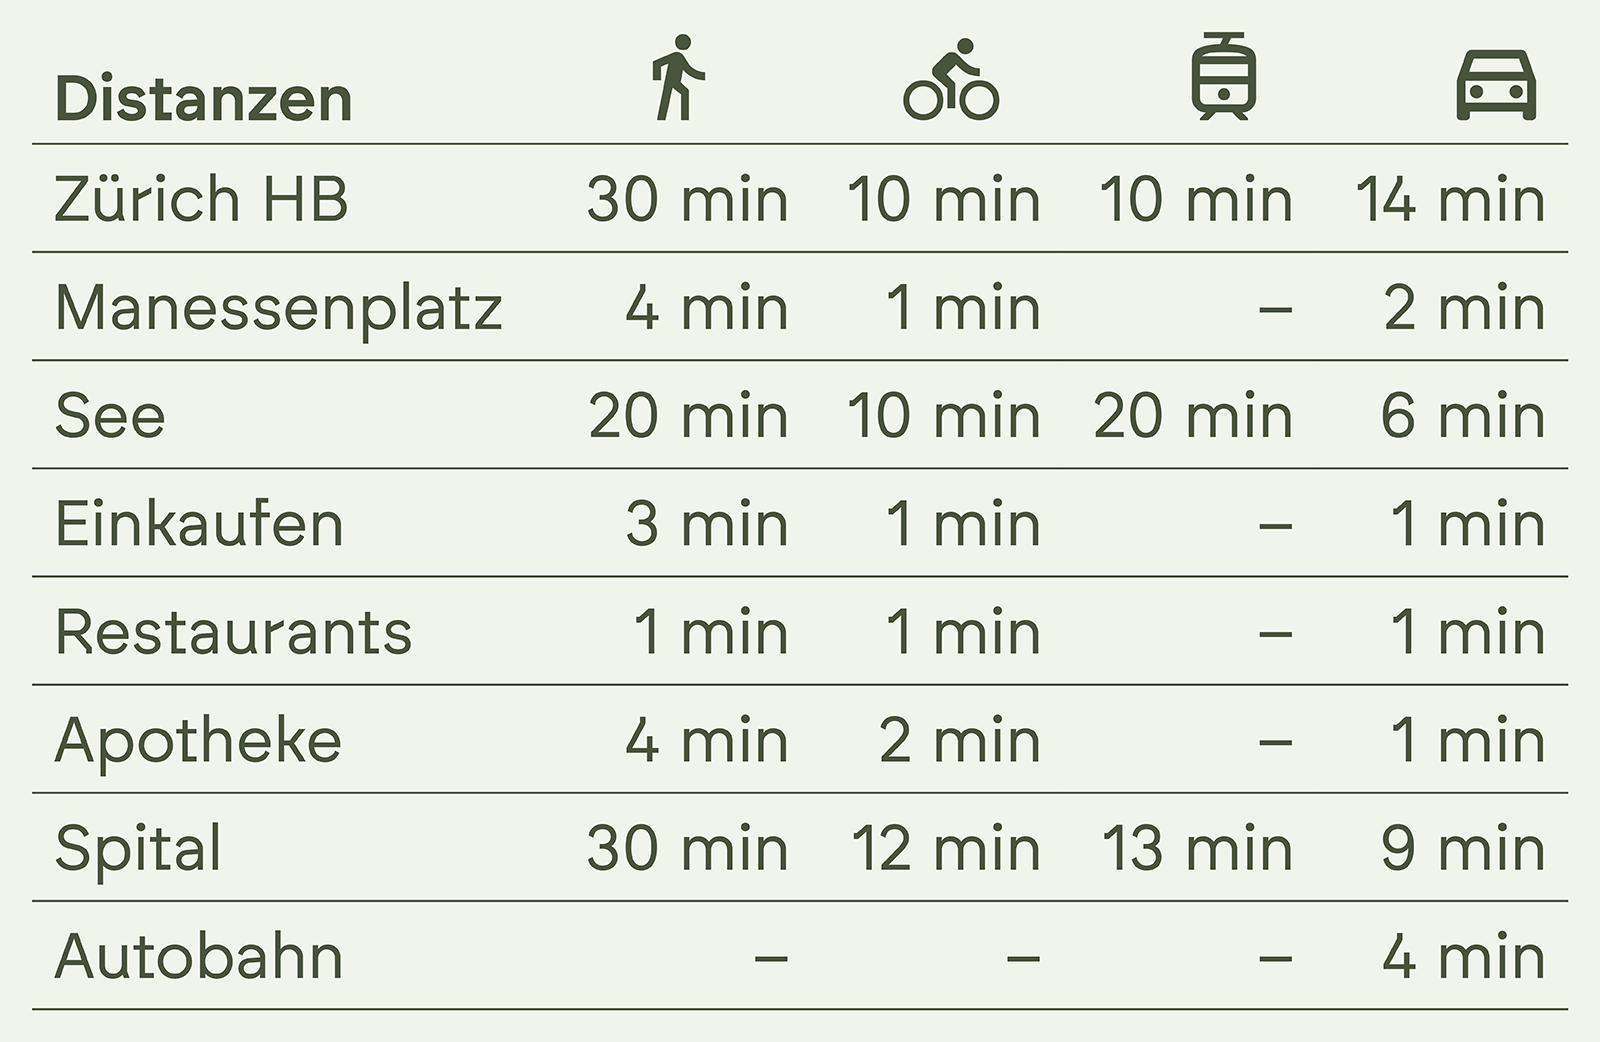 Distanzen
Zürich HB 30 min 10 min 10 min 14 min
Manessenplatz 4 min 1 min – 2 min
See 20 min 10 min 20 min 6 min
Einkaufen 3 min 1 min – 1 min
Restaurants 1 min 1 min – 1 min
Apotheke 4 min 2 min – 1 min
Spital 30 min 12 min 13 min 9 min
Autobahn – – – 4 min